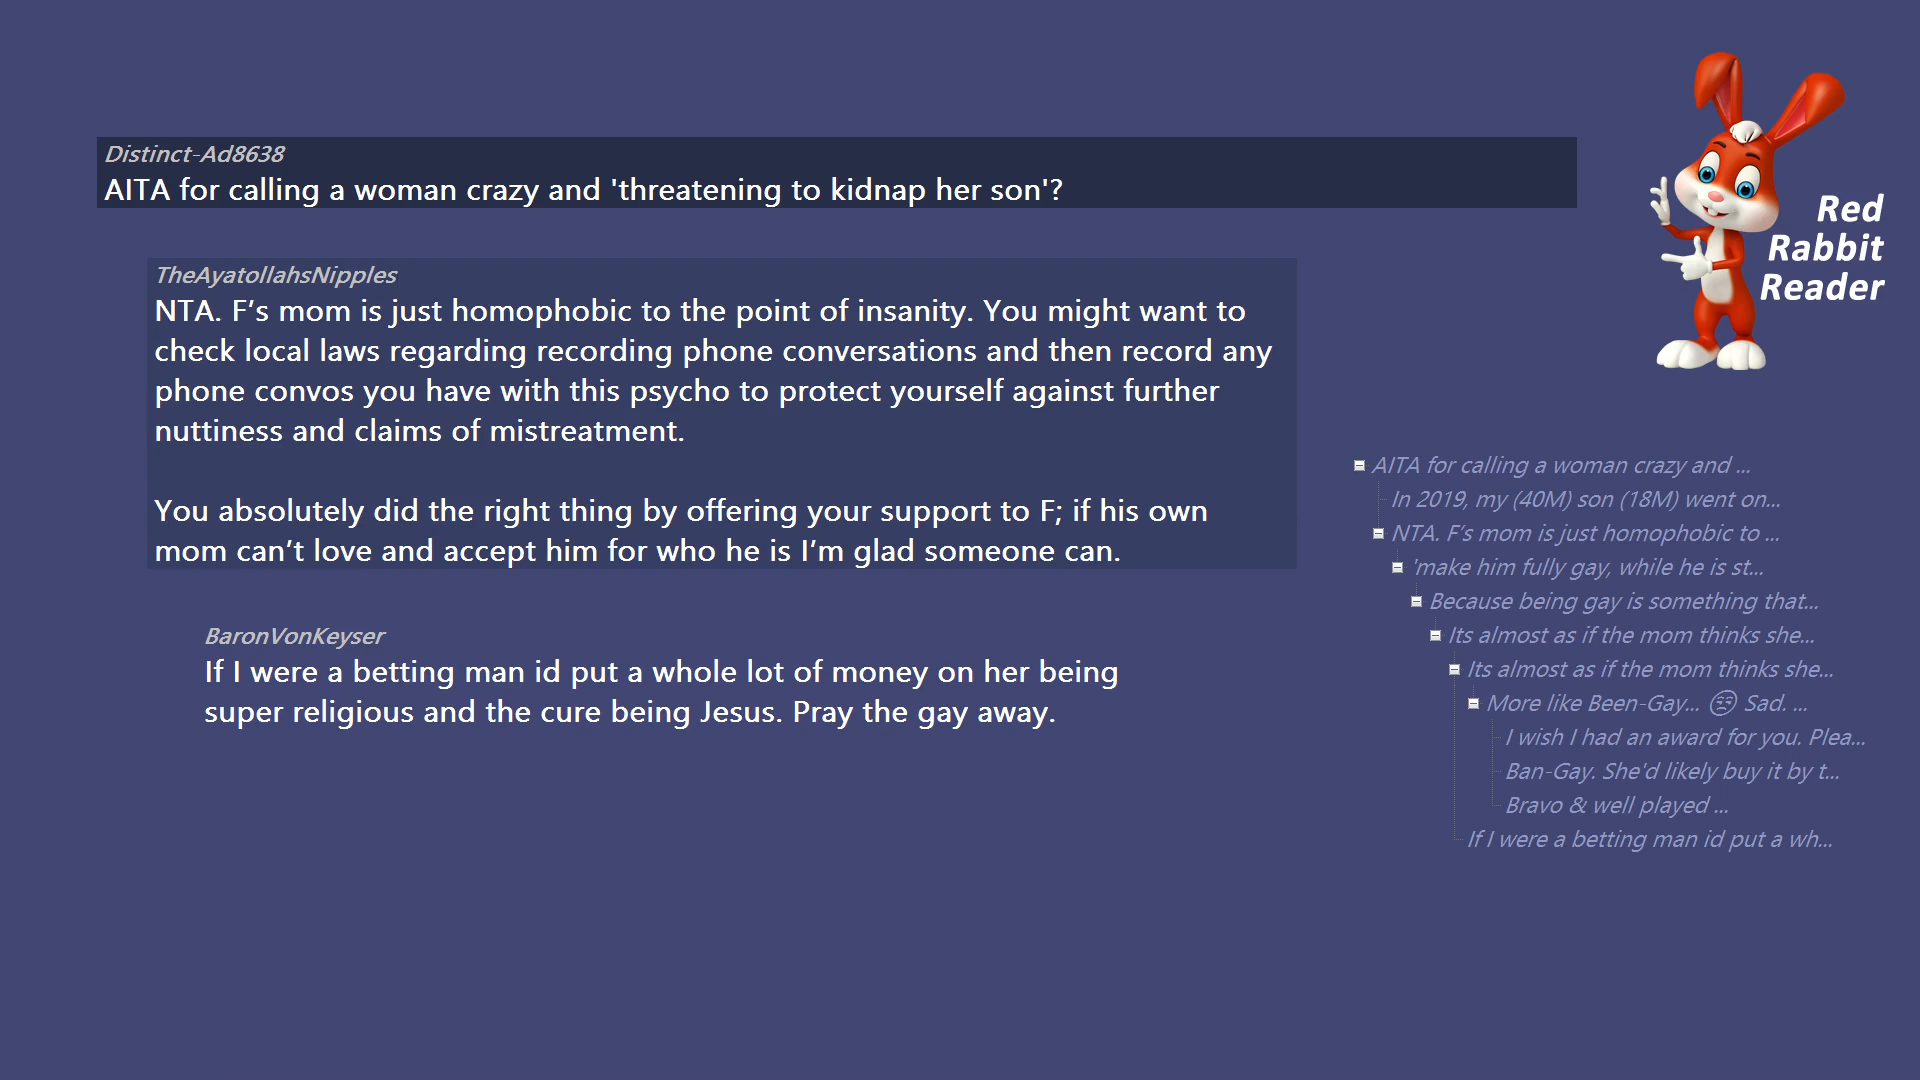 Distinct-Ad8638
AITA for calling a woman crazy and 'threatening to kidnap her son'?
TheAyatollahsNipples
NTA. F’s mom is just homophobic to the point of insanity. You might want to
check local laws regarding recording phone conversations and then record any
phone convos you have with this psycho to protect yourself against further
nuttiness and claims of mistreatment.
You absolutely did the right thing by offering your support to F; if his own
mom can’t love and accept him for who he is I’m glad someone can.
BaronVonKeyser
If I were a betting man id put a whole lot of money on her being
super religious and the cure being Jesus. Pray the gay away.
Red
Rabbit
Reader
AITA for calling a woman crazy and ...
In 2019, my (40M) son (18M) went on...
NTA. F’s mom is just homophobic to ...
'make him fully gay, while he is st...
Because being gay is something that...
Its almost as if the mom thinks she...
Its almost as if the mom thinks she...
More like Been-Gay... 😔 Sad. ...
I wish I had an award for you. Plea...
Ban-Gay. She'd likely buy it by t...
Bravo & well played ...
If I were a betting man id put a wh...